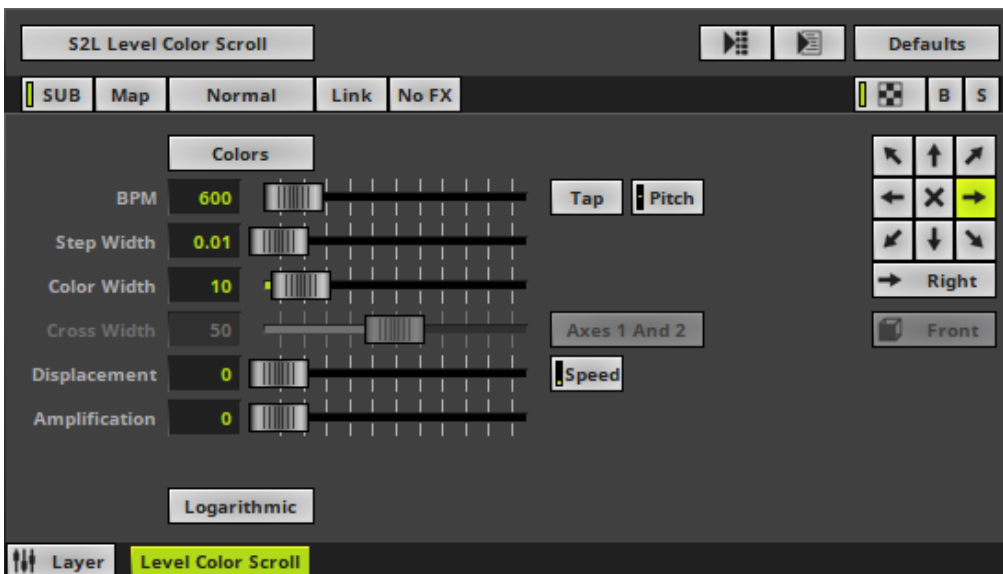 S2L Level Color Scroll Defaults
SUB Map Normal Link No FX B S
Colors
BPM 600 Tap Pitch
Step Width 0.01
Color Width 10 Right
Cross Width 50 Axes 1 And 2 Front
Displacement 0 Speed
Amplification 0
Logarithmic
Layer Level Color Scroll